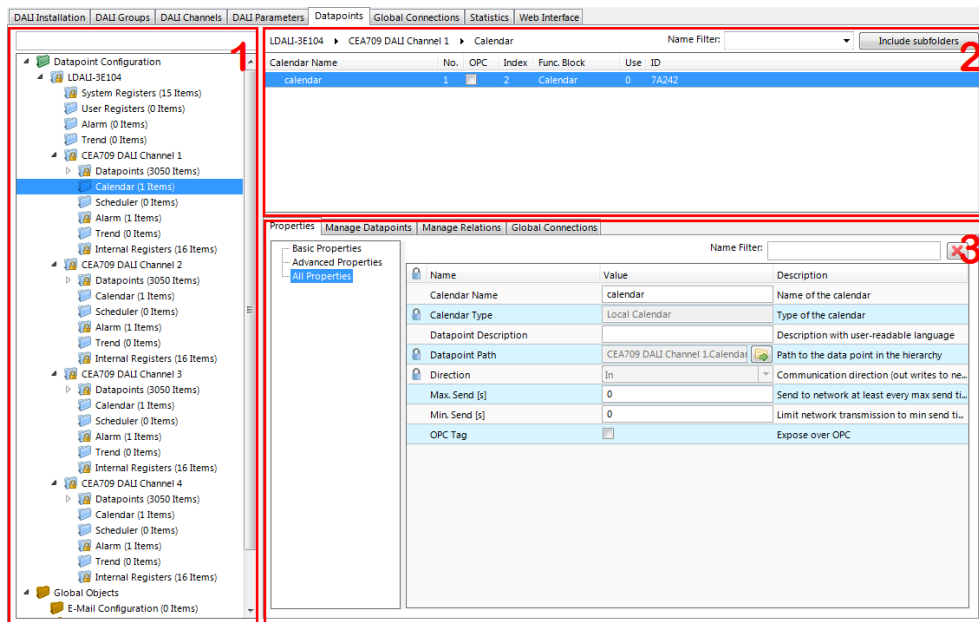 DALI Installation DALI Groups DALI Channels DALI Parameters Datapoints Global Connections Statistics Web Interface
1
Datapoint Configuration
LDALI-3E104
System Registers (15 Items)
User Registers (0 Items)
Alarm (0 Items)
Trend (0 Items)
CEA709 DALI Channel 1
Datapoints (3050 Items)
Calendar (1 Items)
Scheduler (0 Items)
Alarm (1 Items)
Trend (0 Items)
Internal Registers (16 Items)
CEA709 DALI Channel 2
Datapoints (3050 Items)
Calendar (1 Items)
Scheduler (0 Items)
Alarm (1 Items)
Trend (0 Items)
Internal Registers (16 Items)
CEA709 DALI Channel 3
Datapoints (3050 Items)
Calendar (1 Items)
Scheduler (0 Items)
Alarm (1 Items)
Trend (0 Items)
Internal Registers (16 Items)
CEA709 DALI Channel 4
Datapoints (3050 Items)
Calendar (1 Items)
Scheduler (0 Items)
Alarm (1 Items)
Trend (0 Items)
Internal Registers (16 Items)
Global Objects
E-Mail Configuration (0 Items)
LDALI-3E104 CEA709 DALI Channel 1 Calendar Name Filter: Include subfolders
2
Calendar Name No. OPC Index Func. Block Use ID
calendar 1 2 Calendar 0 7A242
Properties Manage Datapoints Manage Relations Global Connections
3
Basic Properties
Advanced Properties
All Properties
Name Filter:
Name Value Description
Calendar Name calendar Name of the calendar
Calendar Type Local Calendar Type of the calendar
Datapoint Description Description with user-readable language
Datapoint Path CEA709 DALI Channel 1.Calendar Path to the data point in the hierarchy
Direction In Communication direction (out writes to ne...
Max. Send [s] 0 Send to network at least every max send ti...
Min. Send [s] 0 Limit network transmission to min send ti...
OPC Tag Expose over OPC